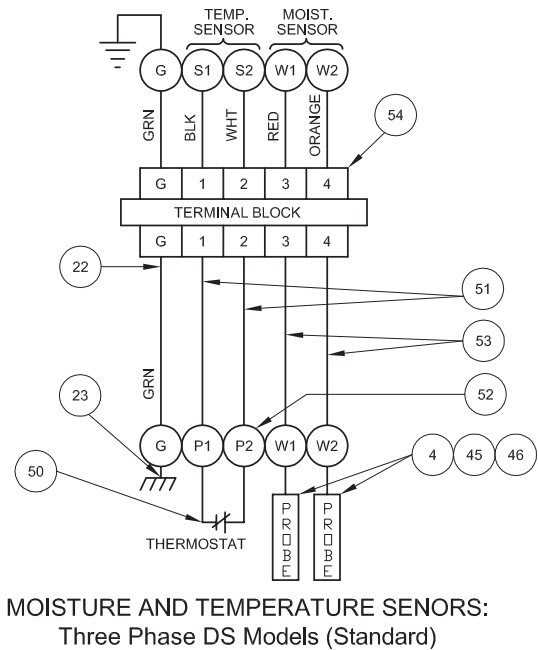 TEMP. SENSOR
MOIST. SENSOR
G S1 S2 W1 W2
GRN BLK WHT RED ORANGE
54
G 1 2 3 4
TERMINAL BLOCK
G 1 2 3 4
22
51
53
GRN
23
52
G P1 P2 W1 W2
50
4 45 46
THERMOSTAT
PROBE PROBE
MOISTURE AND TEMPERATURE SENORS:
Three Phase DS Models (Standard)